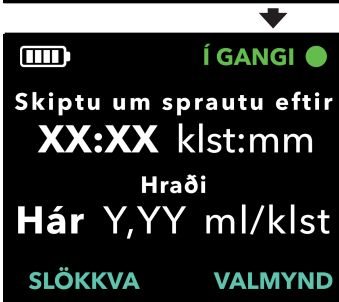 Í GANGI
Skiptu um sprautu eftir
XX:XX klst:mm
Hraði
Hár Y,YY ml/klst
SLÖKKVA VALMYND